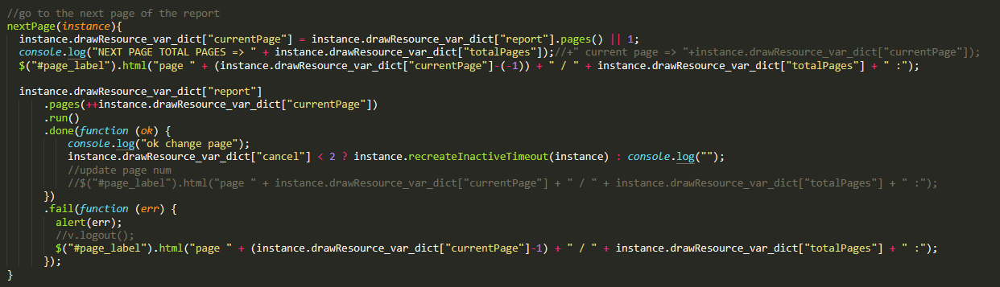 //go to the next page of the report
nextPage(instance){
instance.drawResource_var_dict["currentPage"] = instance.drawResource_var_dict["report"].pages() || 1;
console.log("NEXT PAGE TOTAL PAGES => " + instance.drawResource_var_dict["totalPages"]);//+" current page => "+instance.drawResource_var_dict["currentPage"]);
$("#page_label").html("page " + (instance.drawResource_var_dict["currentPage"]-(-1)) + " / " + instance.drawResource_var_dict["totalPages"] + " :");
instance.drawResource_var_dict["report"]
.pages(++instance.drawResource_var_dict["currentPage"])
.run()
.done(function (ok) {
console.log("ok change page");
instance.drawResource_var_dict["cancel"] < 2 ? instance.recreateInactiveTimeout(instance) : console.log("");
//update page num
//$("#page_label").html("page " + instance.drawResource_var_dict["currentPage"] + " / " + instance.drawResource_var_dict["totalPages"] + " :");
})
.fail(function (err) {
alert(err);
//v.logout();
$("#page_label").html("page " + (instance.drawResource_var_dict["currentPage"]-1) + " / " + instance.drawResource_var_dict["totalPages"] + " :");
});
}